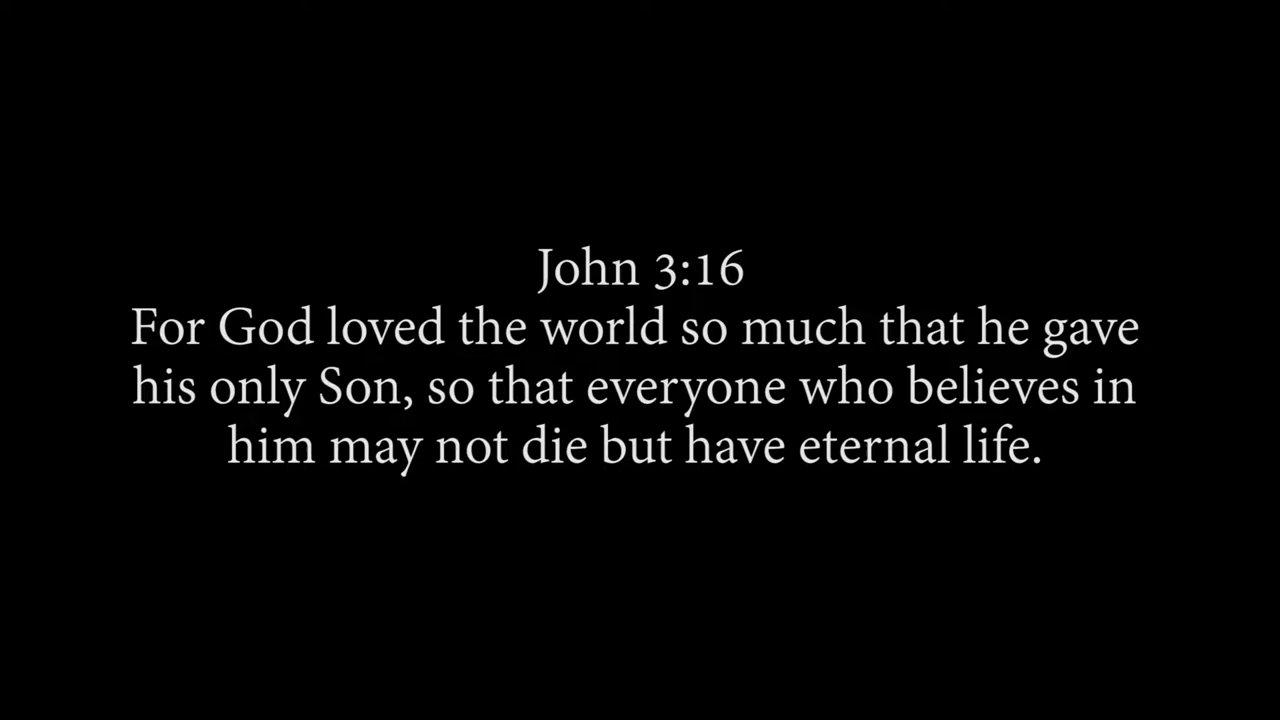 John 3:16
For God loved the world so much that he gave
his only Son, so that everyone who believes in
him may not die but have eternal life.